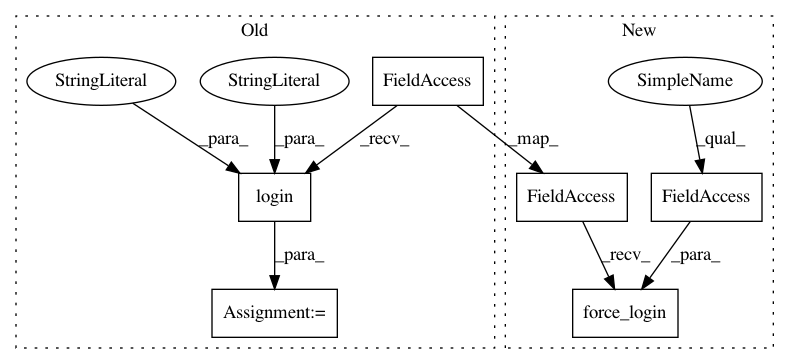 Old
New
StringLiteral
StringLiteral
FieldAccess
SimpleName
_para_
_para_
_recv_
_map_
_qual_
login
FieldAccess
FieldAccess
_para_
_recv_
_para_
Assignment:=
force_login